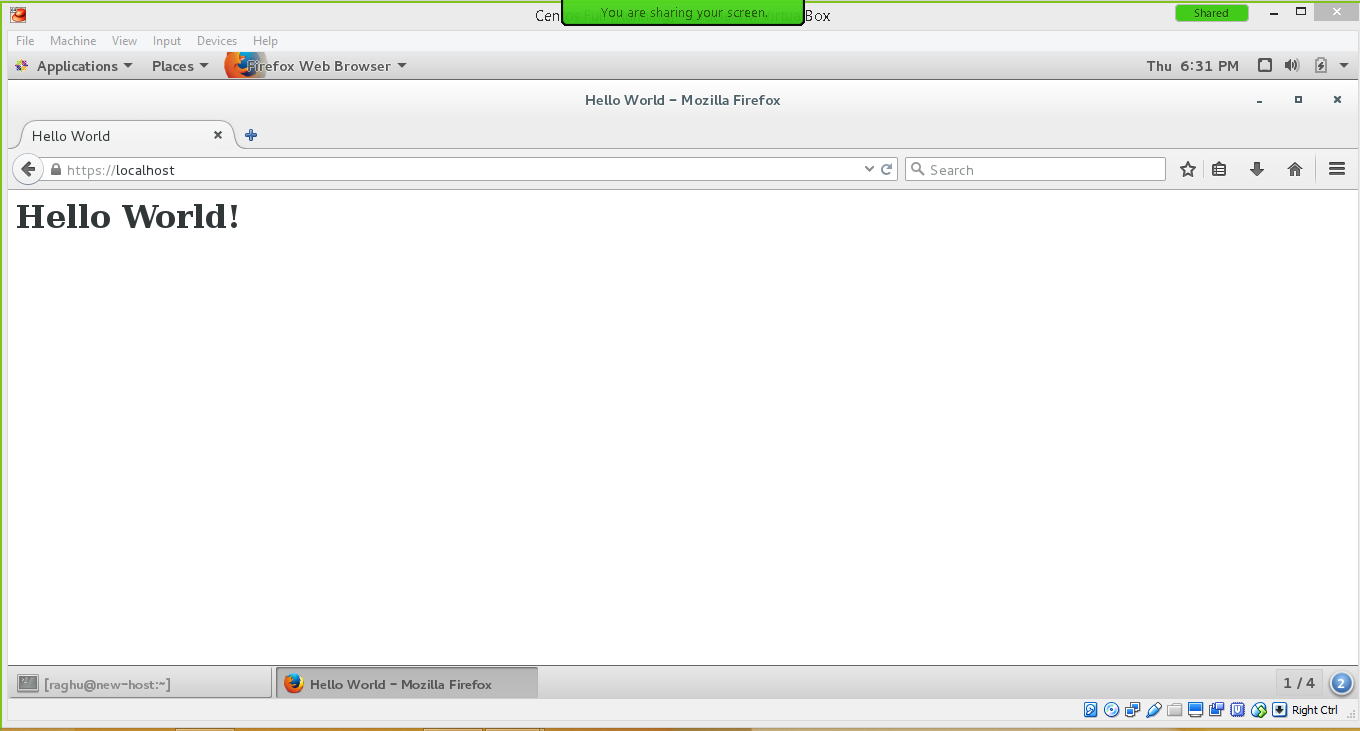 Cen Box
You are sharing your screen.
Shared
File Machine View Input Devices Help
Applications Places Firefox Web Browser Thu 6:31 PM
Hello World - Mozilla Firefox
Hello World
https://localhost Search
Hello World!
[raghu@new-host:~] Hello World - Mozilla Firefox 1 / 4 2
Right Ctrl